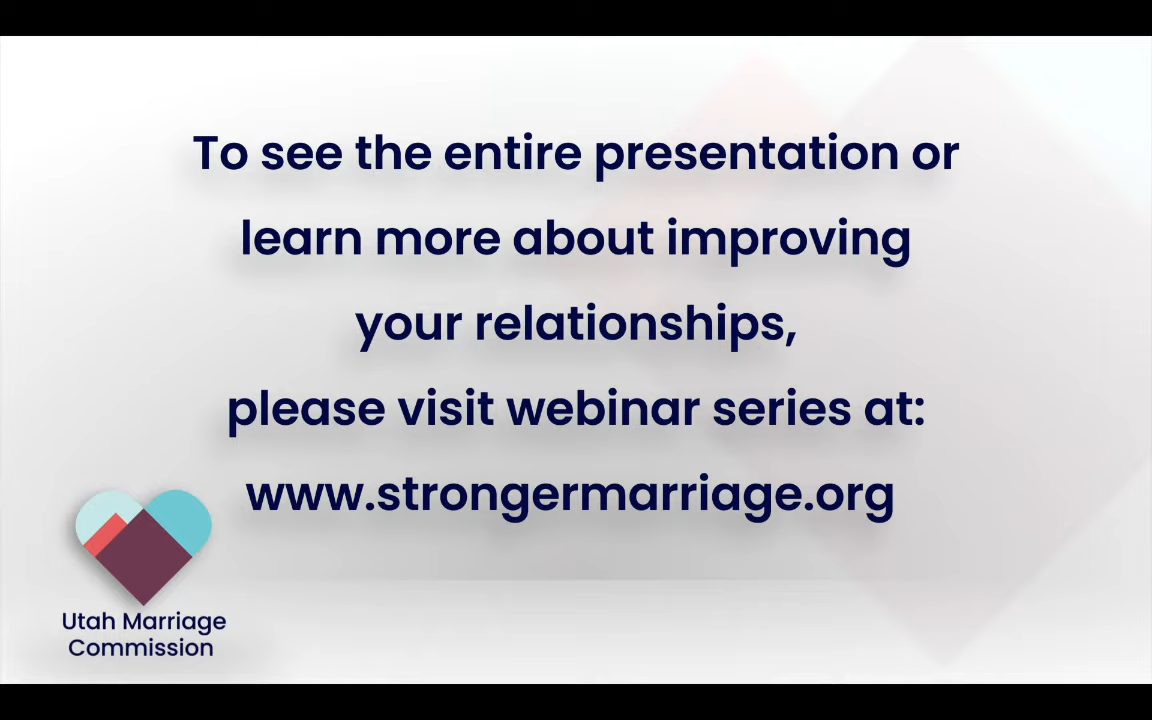 To see the entire presentation or
learn more about improving
your relationships,
please visit webinar series at:
www.strongermarriage.org
Utah Marriage
Commission